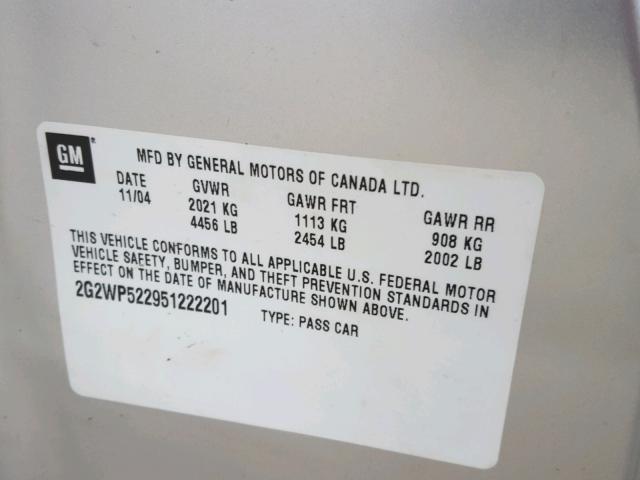 GM ®
MFD BY GENERAL MOTORS OF CANADA LTD.
DATE GVWR GAWR FRT GAWR RR
11/04 2021 KG 1113 KG 908 KG
4456 LB 2454 LB 2002 LB
THIS VEHICLE CONFORMS TO ALL APPLICABLE U.S. FEDERAL MOTOR
VEHICLE SAFETY, BUMPER, AND THEFT PREVENTION STANDARDS IN
EFFECT ON THE DATE OF MANUFACTURE SHOWN ABOVE.
2G2WP522951222201 TYPE: PASS CAR